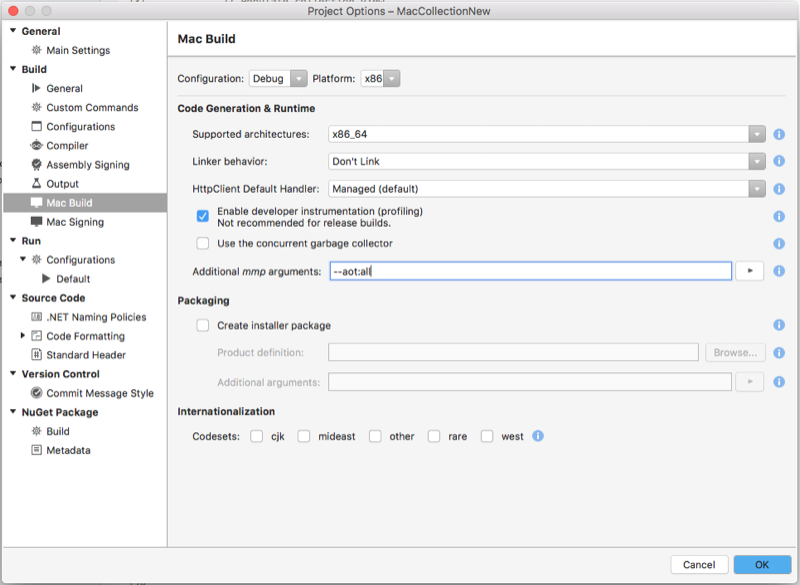 Project Options – MacCollectionNew
General
Main Settings
Build
General
Custom Commands
Configurations
Compiler
Assembly Signing
Output
Mac Build
Mac Signing
Run
Configurations
Default
Source Code
.NET Naming Policies
Code Formatting
Standard Header
Version Control
Commit Message Style
NuGet Package
Build
Metadata
Mac Build
Configuration: Debug Platform: x86
Code Generation & Runtime
Supported architectures: x86_64
Linker behavior: Don't Link
HttpClient Default Handler: Managed (default)
Enable developer instrumentation (profiling)
Not recommended for release builds.
Use the concurrent garbage collector
Additional mmp arguments: --aot:all
Packaging
Create installer package
Product definition: Browse...
Additional arguments:
Internationalization
Codesets: cjk mideast other rare west
Cancel OK